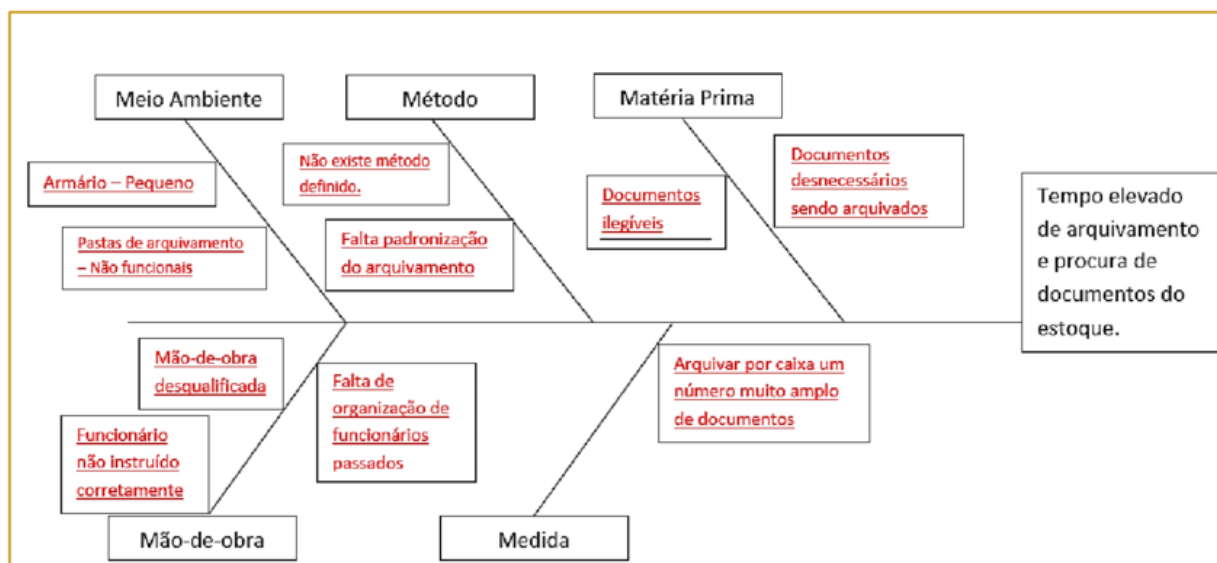 Meio Ambiente
Método
Matéria Prima
Armário – Pequeno
Pastas de arquivamento
– Não funcionais
Não existe método
definido.
Falta padronização
do arquivamento
Documentos
ilegíveis
Documentos
desnecessários
sendo arquivados
Tempo elevado
de arquivamento
e procura de
documentos do
estoque.
Mão-de-obra
desqualificada
Funcionário
não instruído
corretamente
Falta de
organização de
funcionários
passados
Arquivar por caixa um
número muito amplo
de documentos
Mão-de-obra
Medida